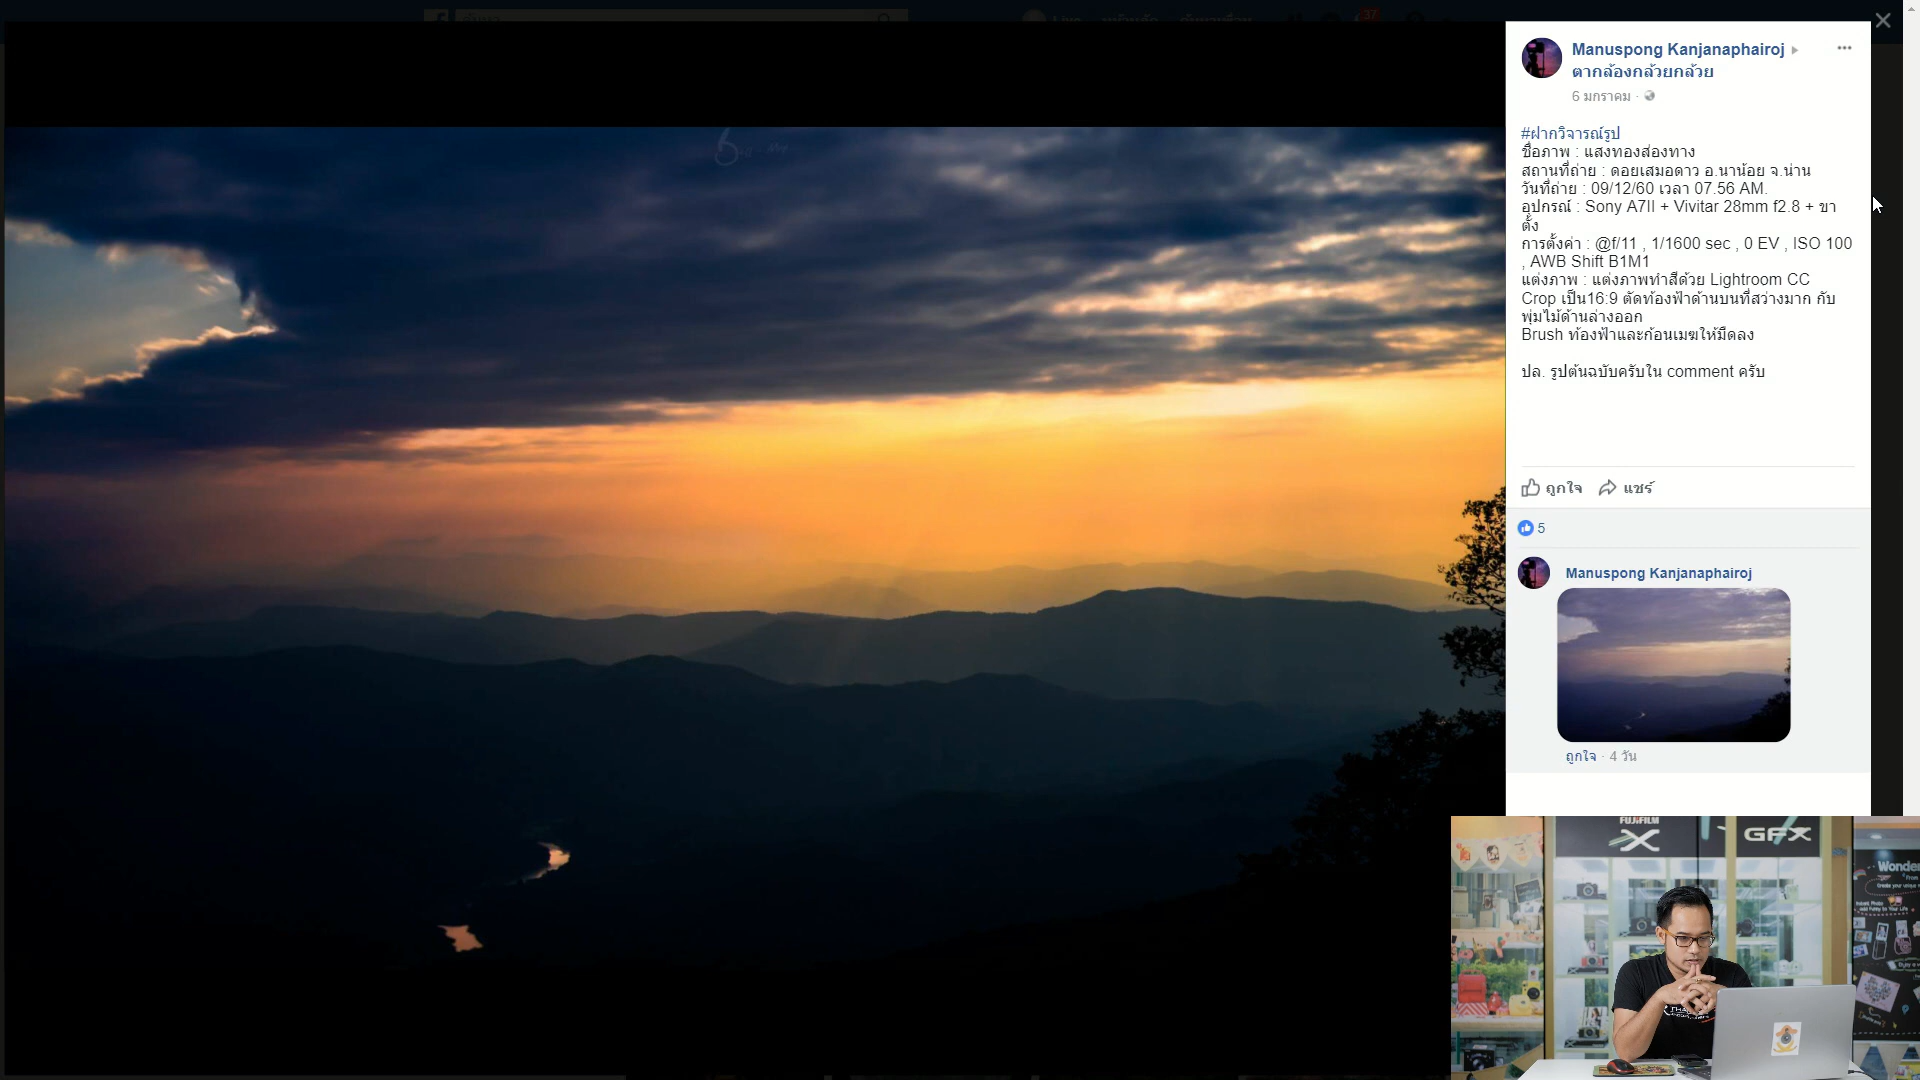 37
Manuspong Kanjanaphairoj
ตากล้องกล้วยกล้วย
6 มกราคม
#ฝากวิจารณ์รูป
ชื่อภาพ : แสงทองส่องทาง
สถานที่ถ่าย : ดอยเสมอดาว อ.นาน้อย จ.น่าน
วันที่ถ่าย : 09/12/60 เวลา 07.56 AM.
อุปกรณ์ : Sony A7II + Vivitar 28mm f2.8 + ขา
ตั้ง
การตั้งค่า : @f/11 , 1/1600 sec , 0 EV , ISO 100
, AWB Shift B1M1
แต่งภาพ : แต่งภาพทำสีด้วย Lightroom CC
Crop เป็น16:9 ตัดท้องฟ้าด้านบนที่สว่างมาก กับ
พุ่มไม้ด้านล่างออก
Brush ท้องฟ้าและก้อนเมฆให้มืดลง
ปล. รูปต้นฉบับครับใน comment ครับ
ถูกใจ แชร์
5
Manuspong Kanjanaphairoj
ถูกใจ · 4 วัน
FUJIFILM
X
GFX